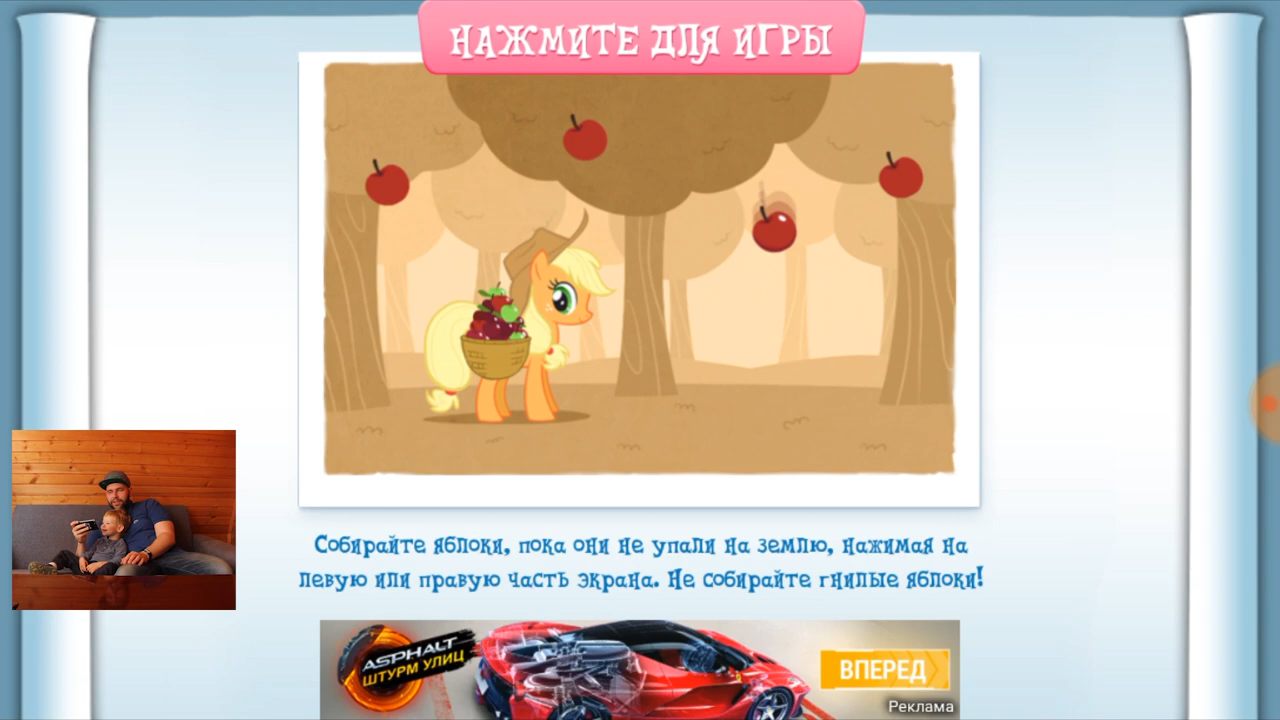 НАЖМИТЕ ДЛЯ ИГРЫ
Собирайте яблоки, пока они не упали на землю, нажимая на
левую или правую часть экрана. Не собирайте гнилые яблоки!
ASPHALT
ШТУРМ УЛИЦ
ВПЕРЕД
Реклама